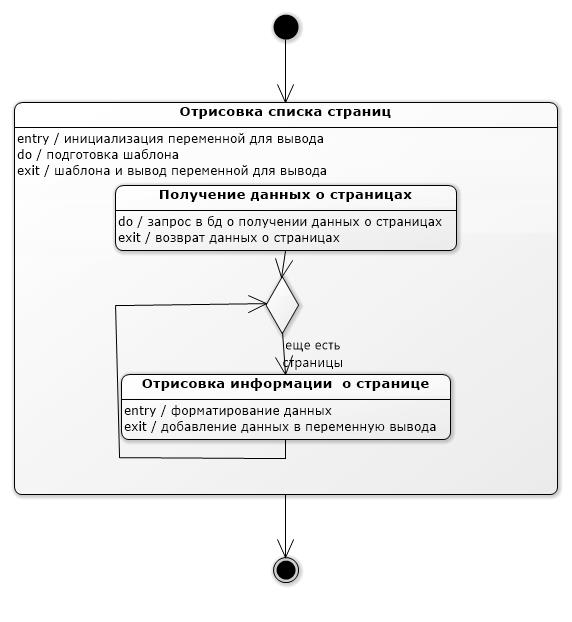 Отрисовка списка страниц
entry / инициализация переменной для вывода
do / подготовка шаблона
exit / шаблона и вывод переменной для вывода
Получение данных о страницах
do / запрос в бд о получении данных о страницах
exit / возврат данных о страницах
еще есть
страницы
Отрисовка информации о странице
entry / форматирование данных
exit / добавление данных в переменную вывода